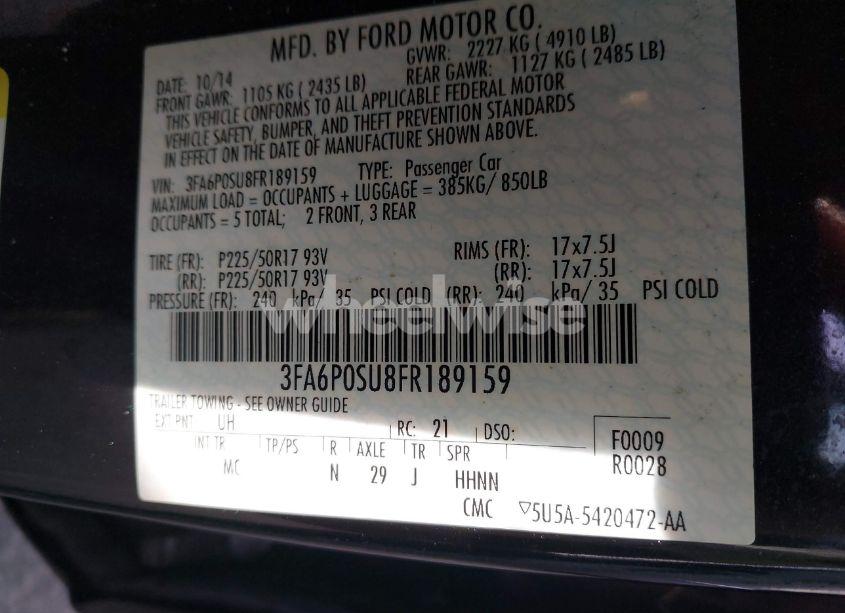 MFD. BY FORD MOTOR CO.
DATE: 10/14 GVWR: 2227 KG ( 4910 LB)
FRONT GAWR: 1105 KG ( 2435 LB) REAR GAWR: 1127 KG ( 2485 LB)
THIS VEHICLE CONFORMS TO ALL APPLICABLE FEDERAL MOTOR
VEHICLE SAFETY, BUMPER, AND THEFT PREVENTION STANDARDS
IN EFFECT ON THE DATE OF MANUFACTURE SHOWN ABOVE.
VIN: 3FA6P0SU8FR189159 TYPE: Passenger Car
MAXIMUM LOAD = OCCUPANTS + LUGGAGE = 385KG/ 850LB
OCCUPANTS = 5 TOTAL; 2 FRONT, 3 REAR
TIRE (FR): P225/50R17 93V RIMS (FR): 17x7.5J
(RR): P225/50R17 93V (RR): 17x7.5J
PRESSURE (FR): 240 kPa/ 35 PSI COLD (RR): 240 kPa/ 35 PSI COLD
wheelwise
3FA6P0SU8FR189159
TRAILER TOWING - SEE OWNER GUIDE
EXT PNT UH RC: 21 DSO: F0009
INT TR TP/PS R AXLE TR SPR R0028
MC N 29 J HHNN
CMC ▽5U5A-5420472-AA